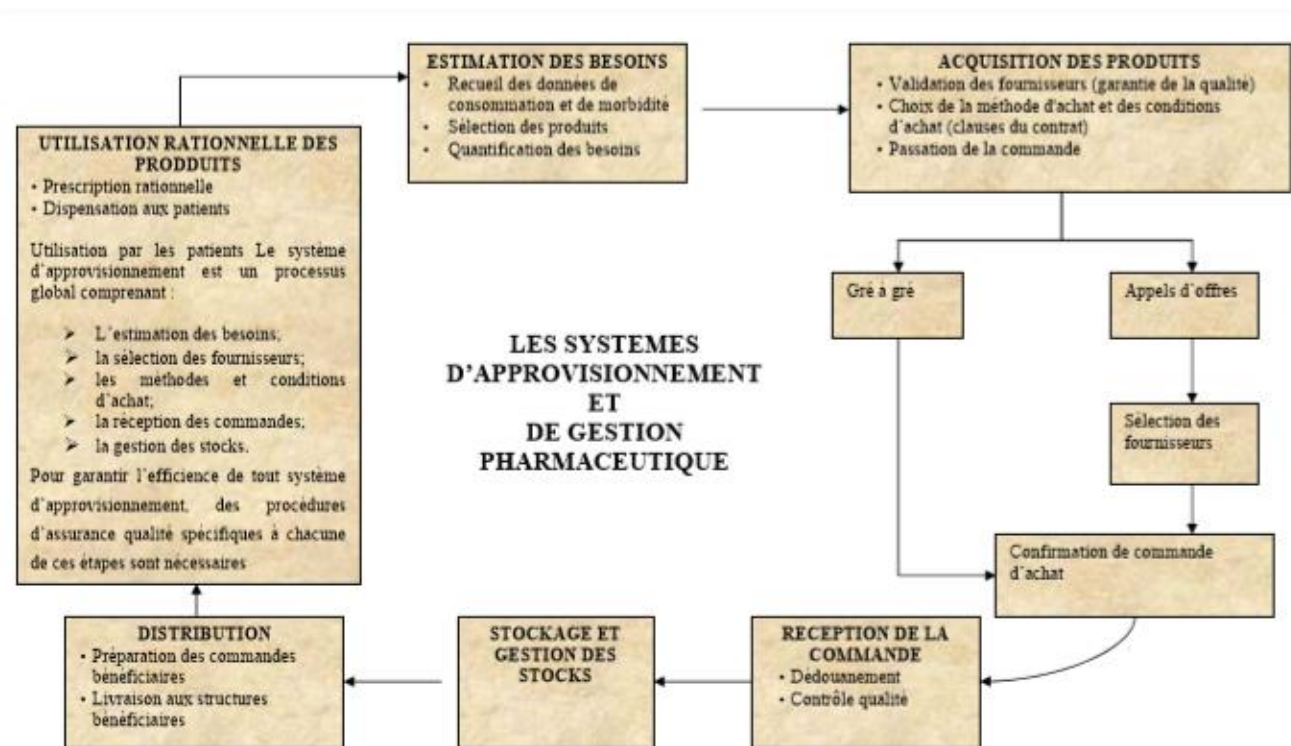 ESTIMATION DES BESOINS
• Recueil des données de
consommation et de morbidité
• Sélection des produits
• Quantification des besoins
ACQUISITION DES PRODUITS
• Validation des fournisseurs (garantie de la qualité)
• Choix de la méthode d'achat et des conditions
d'achat (clauses du contrat)
• Passation de la commande
UTILISATION RATIONNELLE DES
PRODDUITS
• Prescription rationnelle
• Dispensation aux patients
Utilisation par les patients Le système
d'approvisionnement est un processus
global comprenant :
➤ L'estimation des besoins;
➤ la sélection des fournisseurs;
➤ les méthodes et conditions
d'achat;
➤ la réception des commandes;
➤ la gestion des stocks.
Pour garantir l'efficience de tout système
d'approvisionnement, des procédures
d'assurance qualité spécifiques à chacune
de ces étapes sont nécessaires
Gré à gré
Appels d'offres
LES SYSTEMES
D'APPROVISIONNEMENT
ET
DE GESTION
PHARMACEUTIQUE
Sélection des
fournisseurs
Confirmation de commande
d'achat
DISTRIBUTION
• Préparation des commandes
bénéficiaires
• Livraison aux structures
bénéficiaires
STOCKAGE ET
GESTION DES
STOCKS
RECEPTION DE LA
COMMANDE
• Dédouanement
• Contrôle qualité